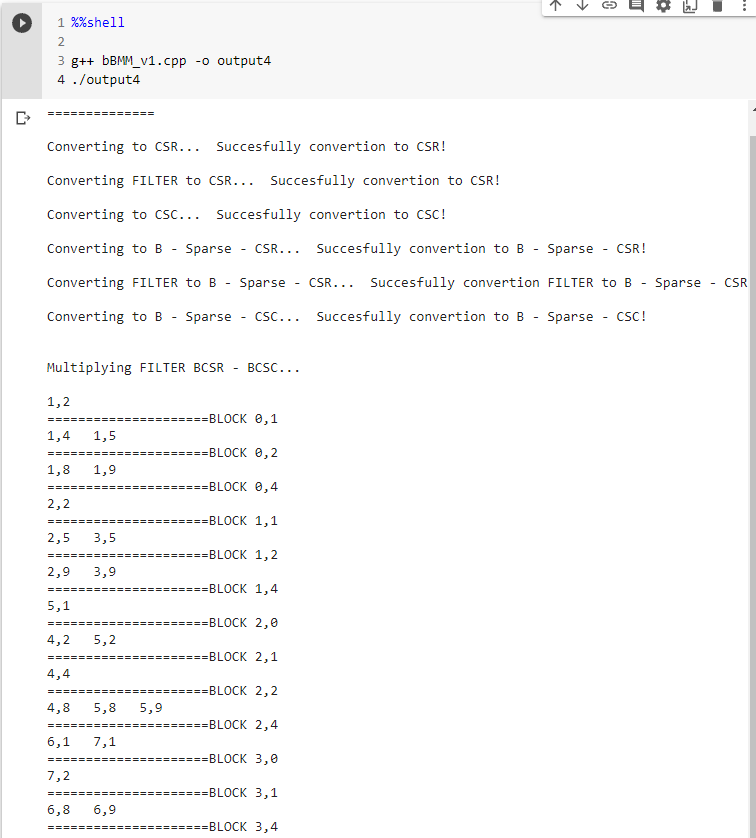 1 %%shell
2
3 g++ bBMM_v1.cpp -o output4
4 ./output4
==============
Converting to CSR...  Succesfully convertion to CSR!
Converting FILTER to CSR...  Succesfully convertion to CSR!
Converting to CSC...  Succesfully convertion to CSC!
Converting to B - Sparse - CSR...  Succesfully convertion to B - Sparse - CSR!
Converting FILTER to B - Sparse - CSR...  Succesfully convertion FILTER to B - Sparse - CSR
Converting to B - Sparse - CSC...  Succesfully convertion to B - Sparse - CSC!
Multiplying FILTER BCSR - BCSC...
1,2
=====================BLOCK 0,1
1,4   1,5
=====================BLOCK 0,2
1,8   1,9
=====================BLOCK 0,4
2,2
=====================BLOCK 1,1
2,5   3,5
=====================BLOCK 1,2
2,9   3,9
=====================BLOCK 1,4
5,1
=====================BLOCK 2,0
4,2   5,2
=====================BLOCK 2,1
4,4
=====================BLOCK 2,2
4,8   5,8   5,9
=====================BLOCK 2,4
6,1   7,1
=====================BLOCK 3,0
7,2
=====================BLOCK 3,1
6,8   6,9
=====================BLOCK 3,4